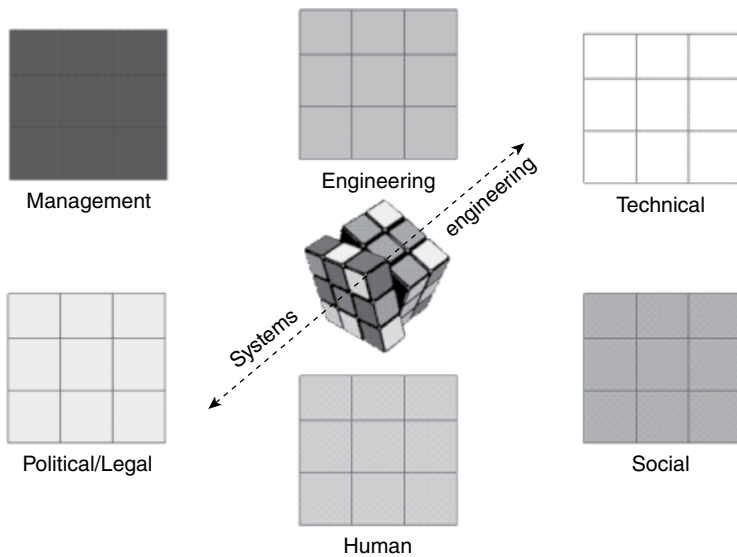 Management
Engineering
Technical
engineering
Systems
Political/Legal
Human
Social